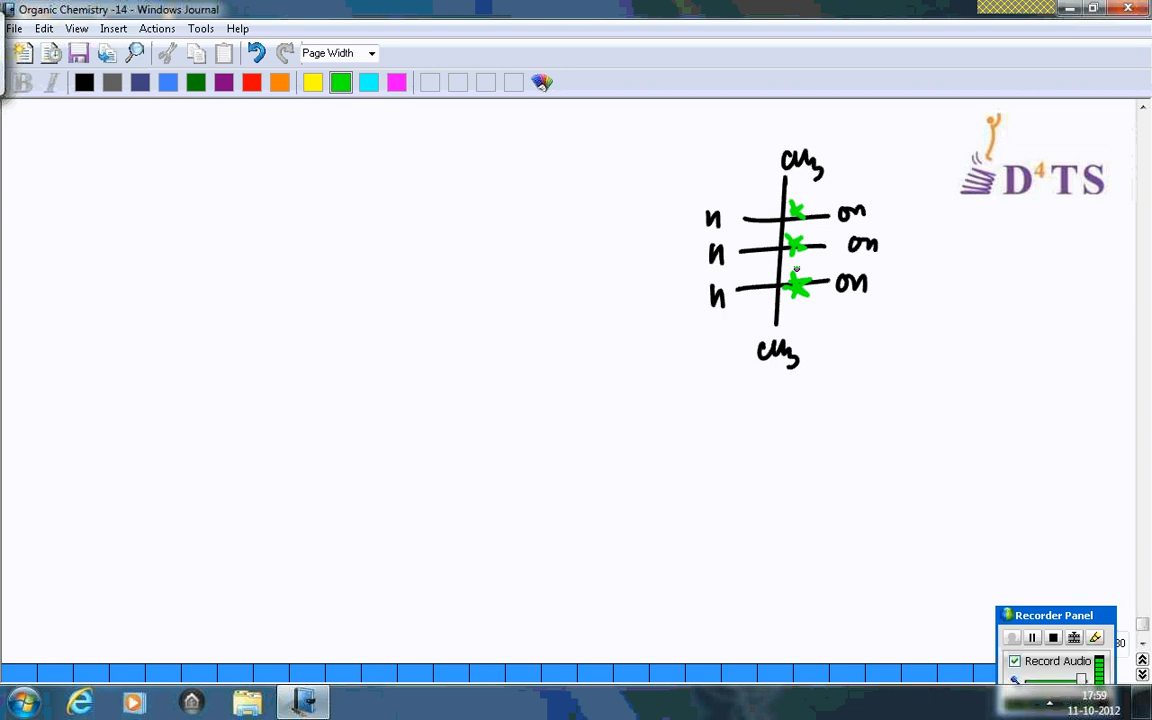 Organic Chemistry -14 - Windows Journal
File Edit View Insert Actions Tools Help
Page Width
B I
D4TS
CH3
H OH
H OH
H OH
CH3
Recorder Panel
80
Record Audio
17:59
11-10-2012